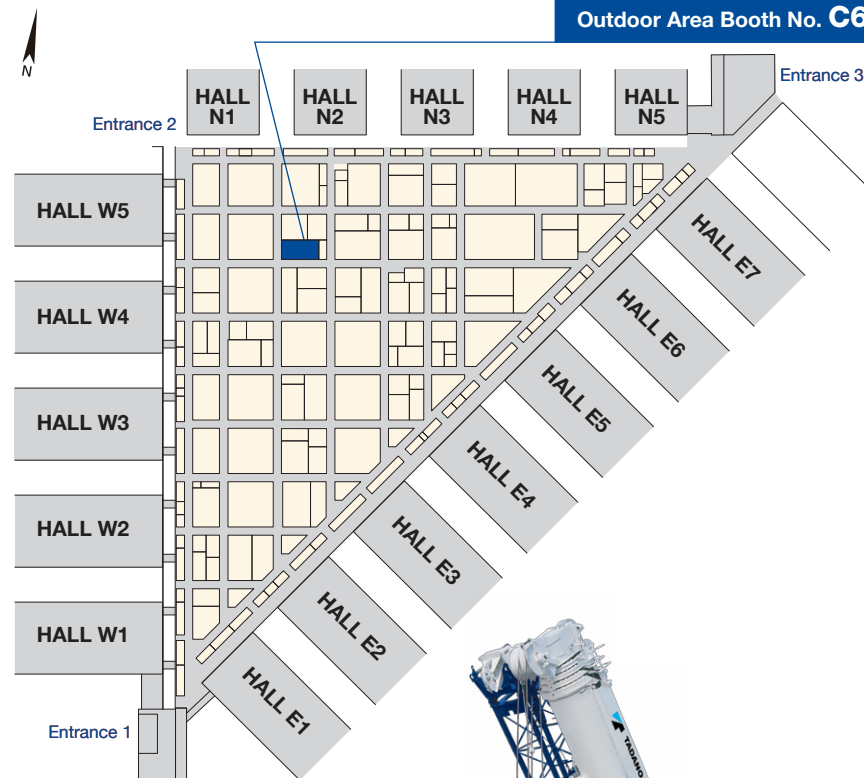 Outdoor Area Booth No. C6
N
Entrance 3
HALL
N1
HALL
N2
HALL
N3
HALL
N4
HALL
N5
Entrance 2
HALL W5
HALL E7
HALL W4
HALL E6
HALL W3
HALL E5
HALL E4
HALL W2
HALL E3
HALL W1
HALL E2
HALL E1
Entrance 1
TADANO